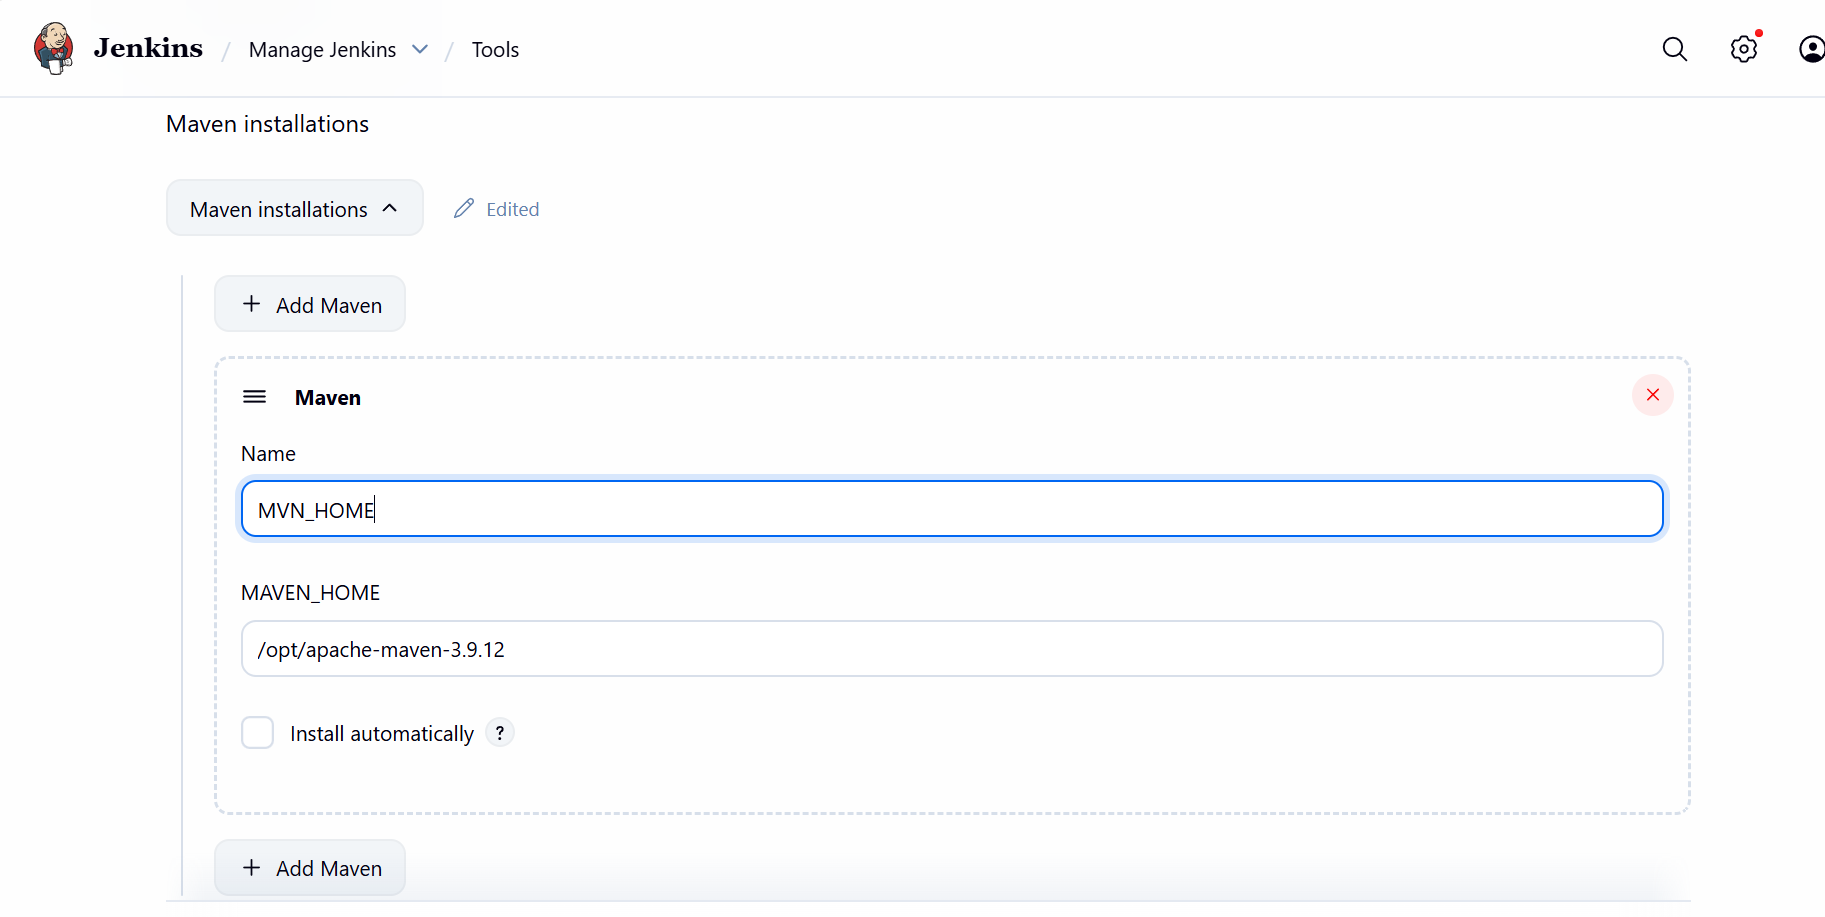 Jenkins / Manage Jenkins / Tools
Maven installations
Maven installations Edited
+ Add Maven
Maven
Name
MVN_HOME
MAVEN_HOME
/opt/apache-maven-3.9.12
Install automatically ?
+ Add Maven